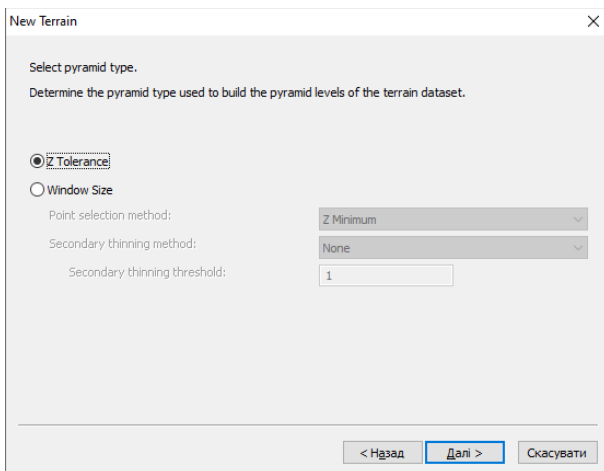 New Terrain
Select pyramid type.
Determine the pyramid type used to build the pyramid levels of the terrain dataset.
Z Tolerance
Window Size
Point selection method:
Z Minimum
Secondary thinning method:
None
Secondary thinning threshold:
1
< Назад
Далі >
Скасувати